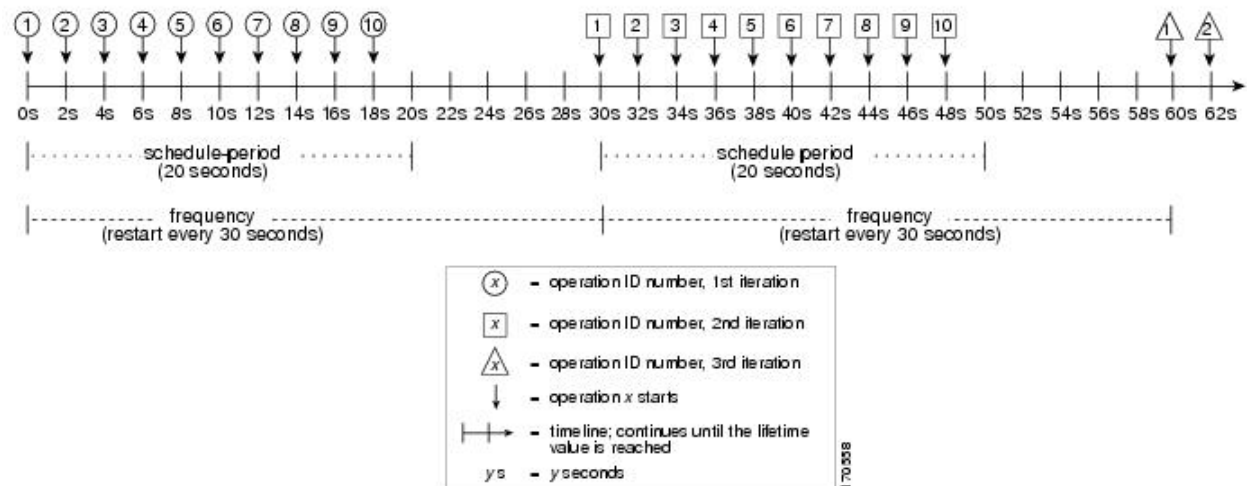 1 2 3 4 5 6 7 8 9 10 1 2 3 4 5 6 7 8 9 10 1 2
0s 2s 4s 6s 8s 10s 12s 14s 16s 18s 20s 22s 24s 26s 28s 30s 32s 34s 36s 38s 40s 42s 44s 46s 48s 50s 52s 54s 56s 58s 60s 62s
schedule-period
(20 seconds)
schedule period
(20 seconds)
frequency
(restart every 30 seconds)
frequency
(restart every 30 seconds)
x = operation ID number, 1st iteration
x = operation ID number, 2nd iteration
x = operation ID number, 3rd iteration
= operation x starts
= timeline; continues until the lifetime
value is reached
y s = y seconds
170558